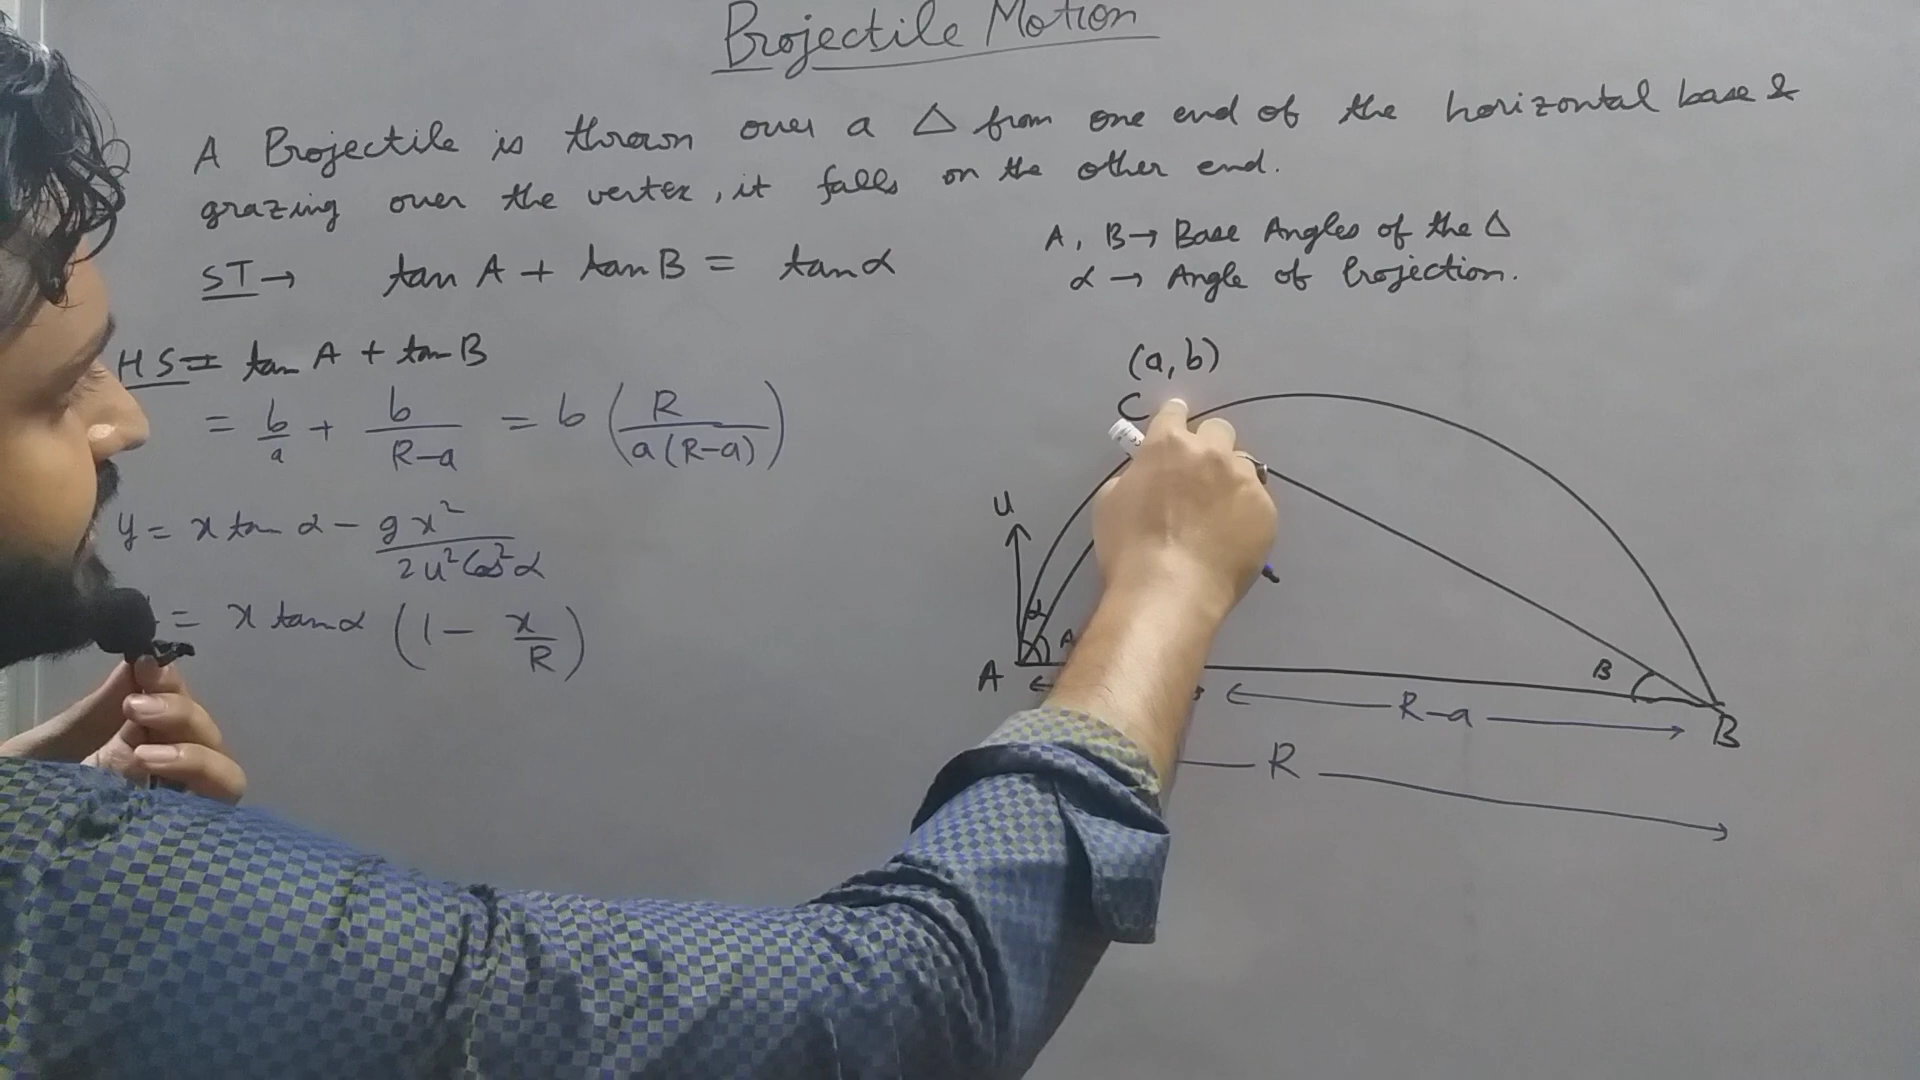 Projectile Motion
A Projectile is thrown over a △ from one end of the horizontal base &
grazing over the vertex, it falls on the other end.
ST → tan A + tan B = tan α
A, B → Base Angles of the △
α → Angle of Projection.
HS = tan A + tan B
= b/a + b/(R-a) = b (R/(a(R-a)))
y = x tan α - gx²/(2u² Cos² α)
= x tan α (1 - x/R)
(a, b)
C
u
α
A
B
A
R-a
B
R